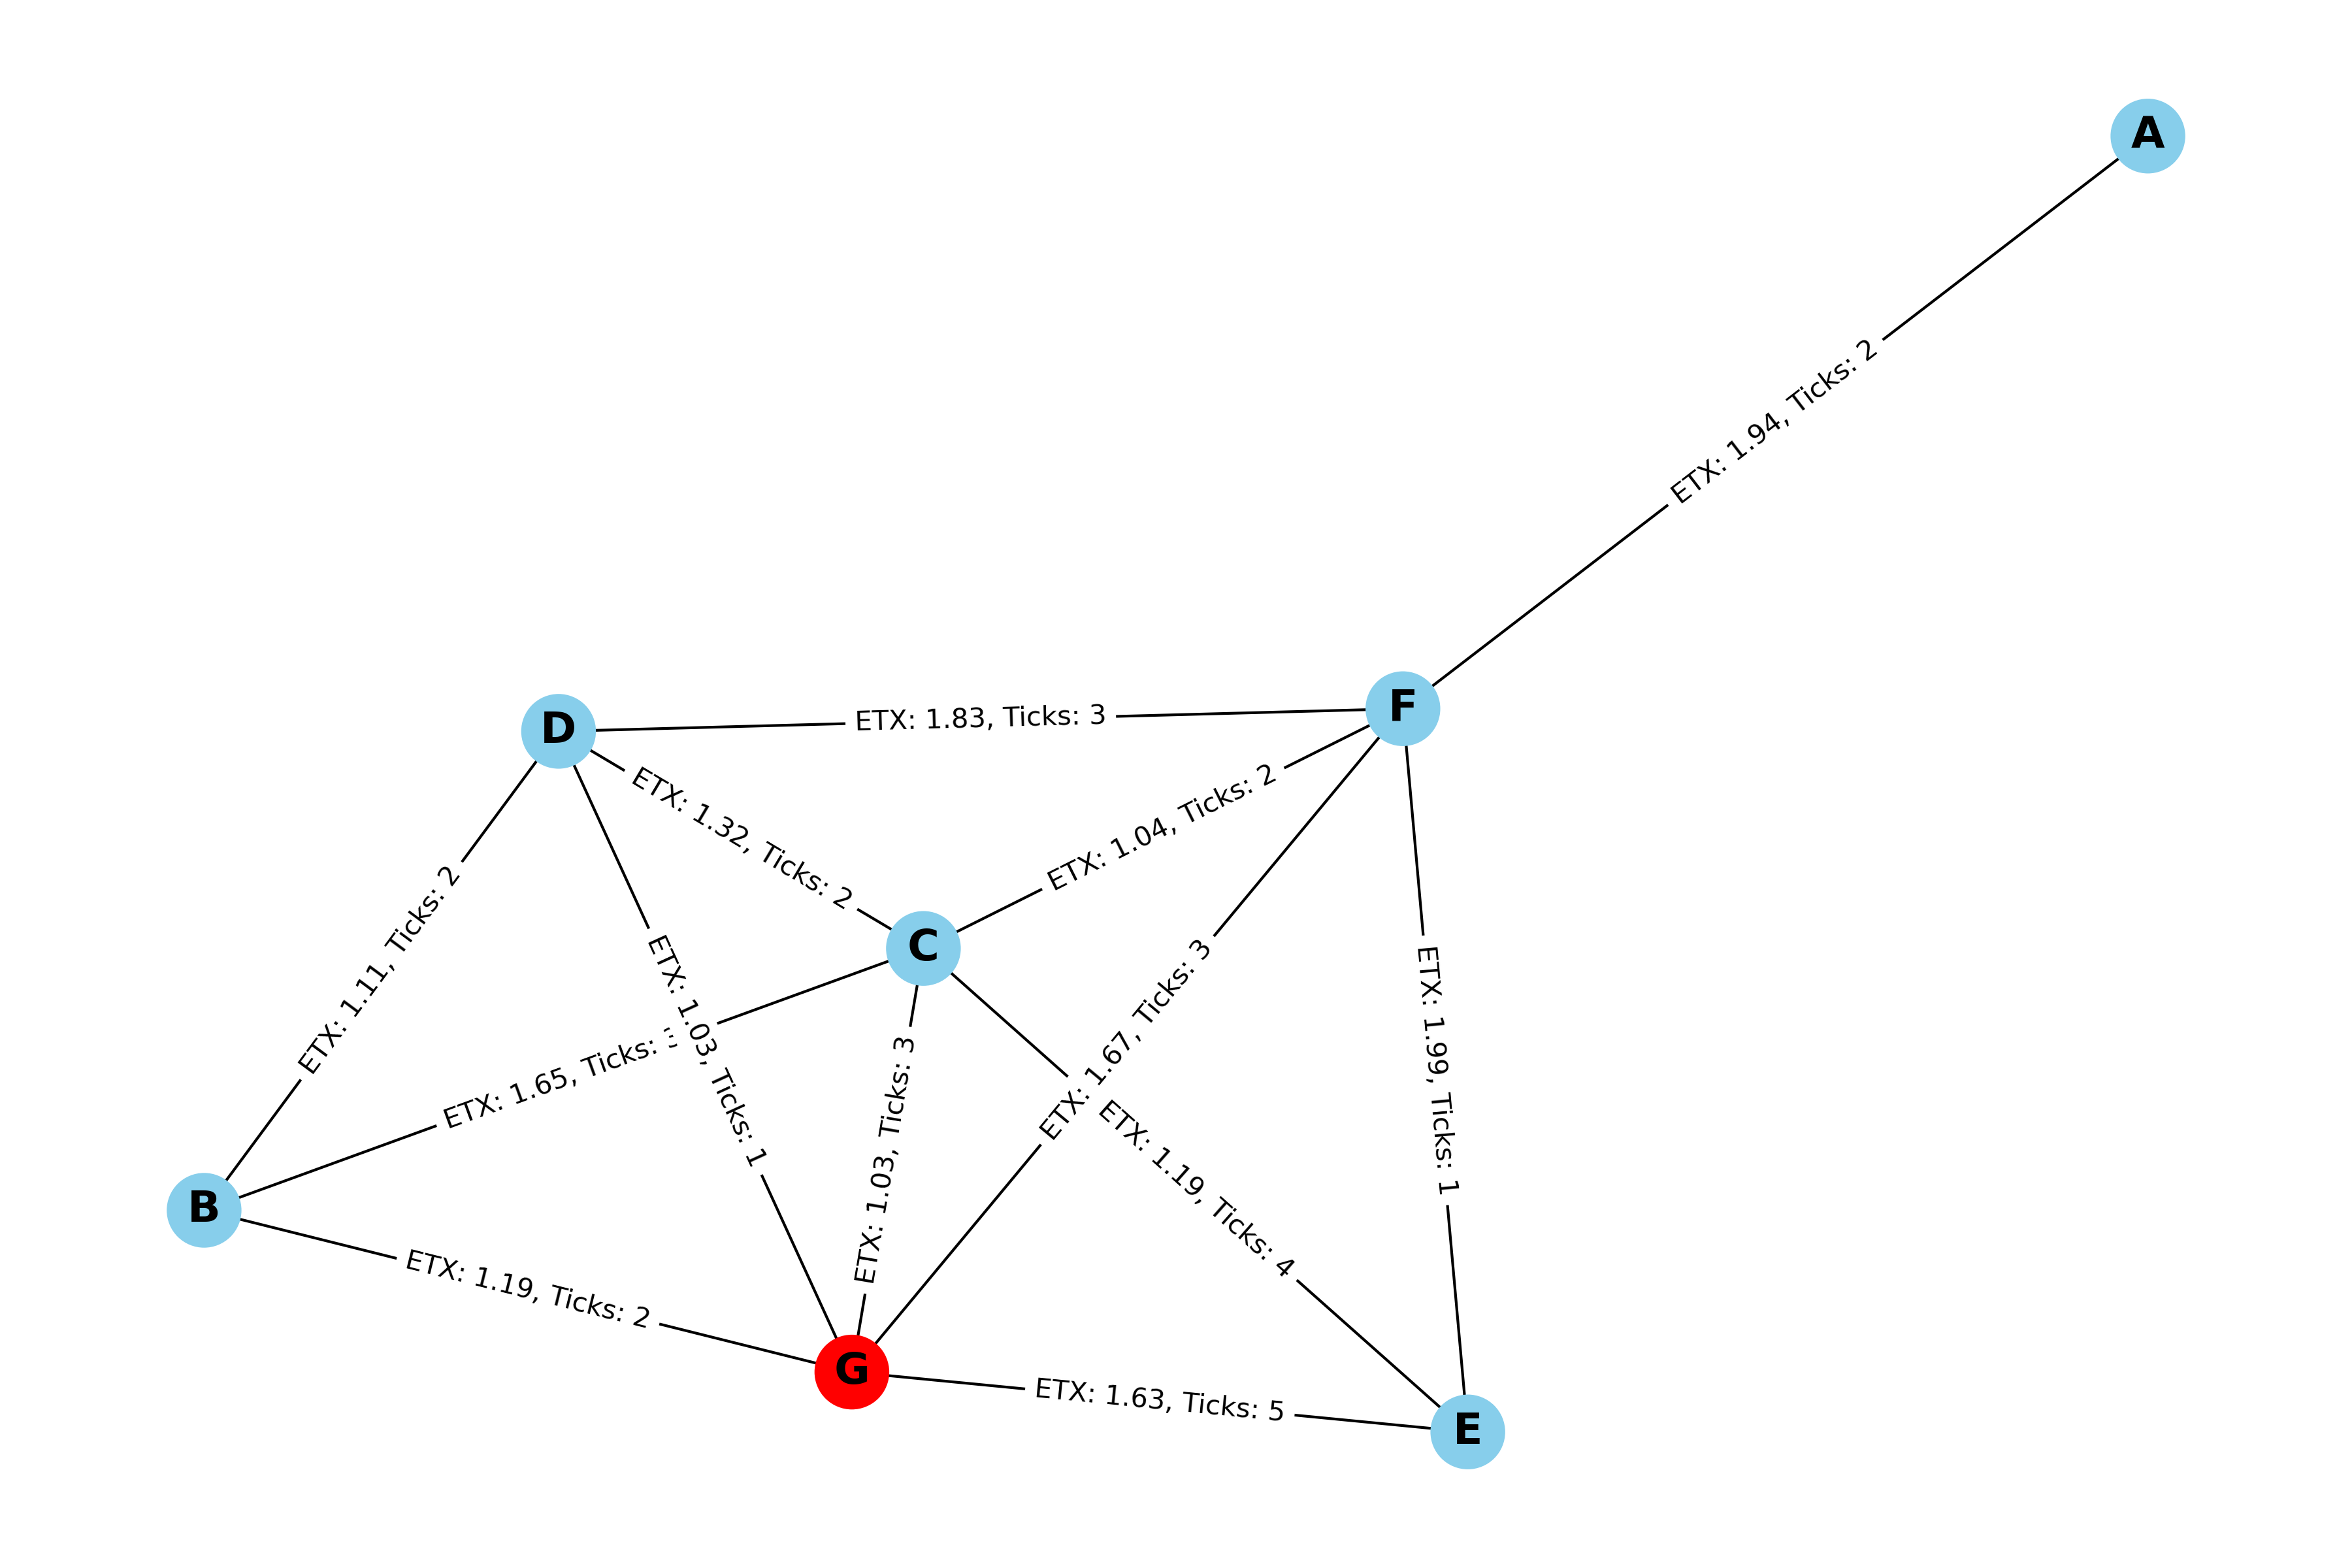 A
ETX: 1.94, Ticks: 2
D
F
ETX: 1.83, Ticks: 3
ETX: 1.32, Ticks: 2
ETX: 1.04, Ticks: 2
C
ETX: 1.11, Ticks: 2
ETX: 1.03, Ticks: 1
ETX: 1.65, Ticks:
ETX: 1.03, Ticks: 3
ETX: 1.67, Ticks: 3
ETX: 1.19, Ticks: 4
ETX: 1.99, Ticks: 1
B
ETX: 1.19, Ticks: 2
G
ETX: 1.63, Ticks: 5
E